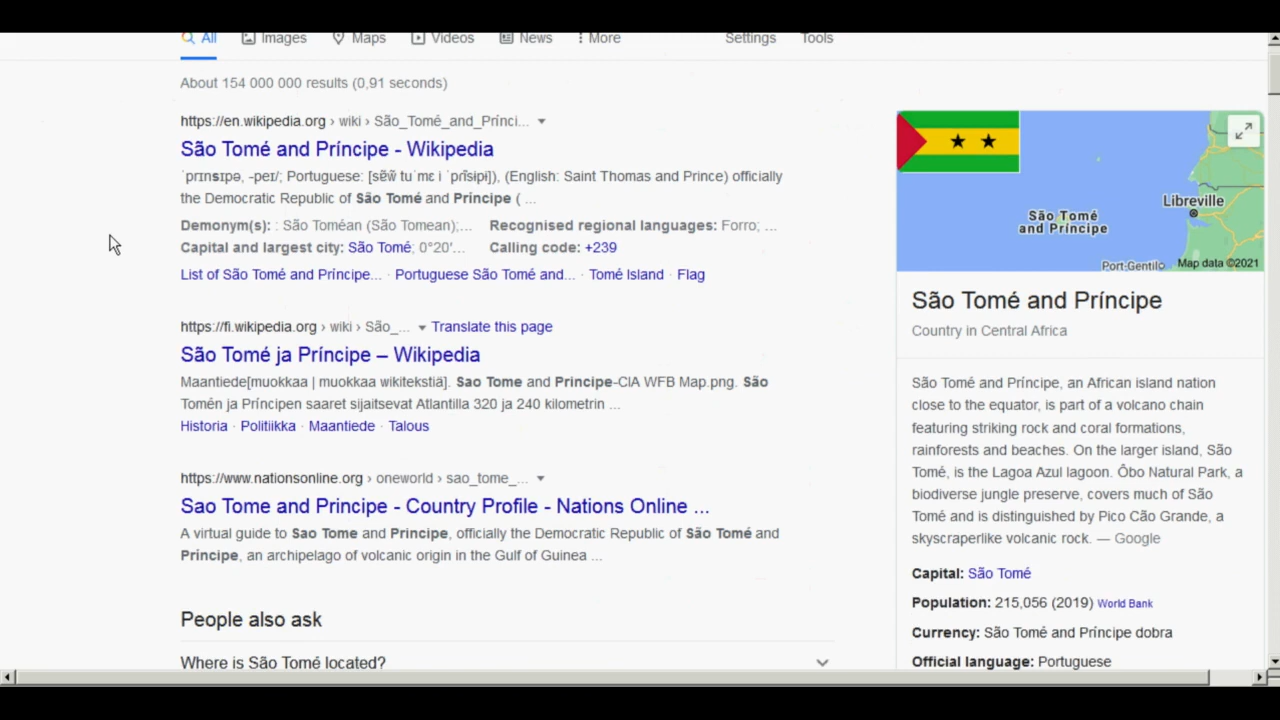 All Images Maps Videos News More Settings Tools
About 154 000 000 results (0,91 seconds)
https://en.wikipedia.org › wiki › São_Tomé_and_Prínci...
São Tomé and Príncipe - Wikipedia
ˈprɪnsɪpə, -peɪ/; Portuguese: [sɐ̃w̃ tuˈmɛ i ˈpɾĩsipi]), (English: Saint Thomas and Prince) officially
the Democratic Republic of São Tomé and Príncipe ( ...
Demonym(s): : São Toméan (São Tomean);... Recognised regional languages: Forro; ...
Capital and largest city: São Tomé; 0°20′... Calling code: +239
List of São Tomé and Príncipe... · Portuguese São Tomé and... · Tomé Island · Flag
https://fi.wikipedia.org › wiki › São_... Translate this page
São Tomé ja Príncipe – Wikipedia
Maantiede[muokkaa | muokkaa wikitekstiä]. Sao Tome and Principe-CIA WFB Map.png. São
Tomén ja Príncipen saaret sijaitsevat Atlantilla 320 ja 240 kilometrin ...
Historia · Politiikka · Maantiede · Talous
https://www.nationsonline.org › oneworld › sao_tome_...
Sao Tome and Principe - Country Profile - Nations Online ...
A virtual guide to Sao Tome and Principe, officially the Democratic Republic of São Tomé and
Príncipe, an archipelago of volcanic origin in the Gulf of Guinea ...
People also ask
Where is São Tomé located?
Libreville
São Tomé
and Príncipe
Port-Gentilo Map data ©2021
São Tomé and Príncipe
Country in Central Africa
São Tomé and Príncipe, an African island nation
close to the equator, is part of a volcano chain
featuring striking rock and coral formations,
rainforests and beaches. On the larger island, São
Tomé, is the Lagoa Azul lagoon. Ôbo Natural Park, a
biodiverse jungle preserve, covers much of São
Tomé and is distinguished by Pico Cão Grande, a
skyscraperlike volcanic rock. — Google
Capital: São Tomé
Population: 215,056 (2019) World Bank
Currency: São Tomé and Príncipe dobra
Official language: Portuguese